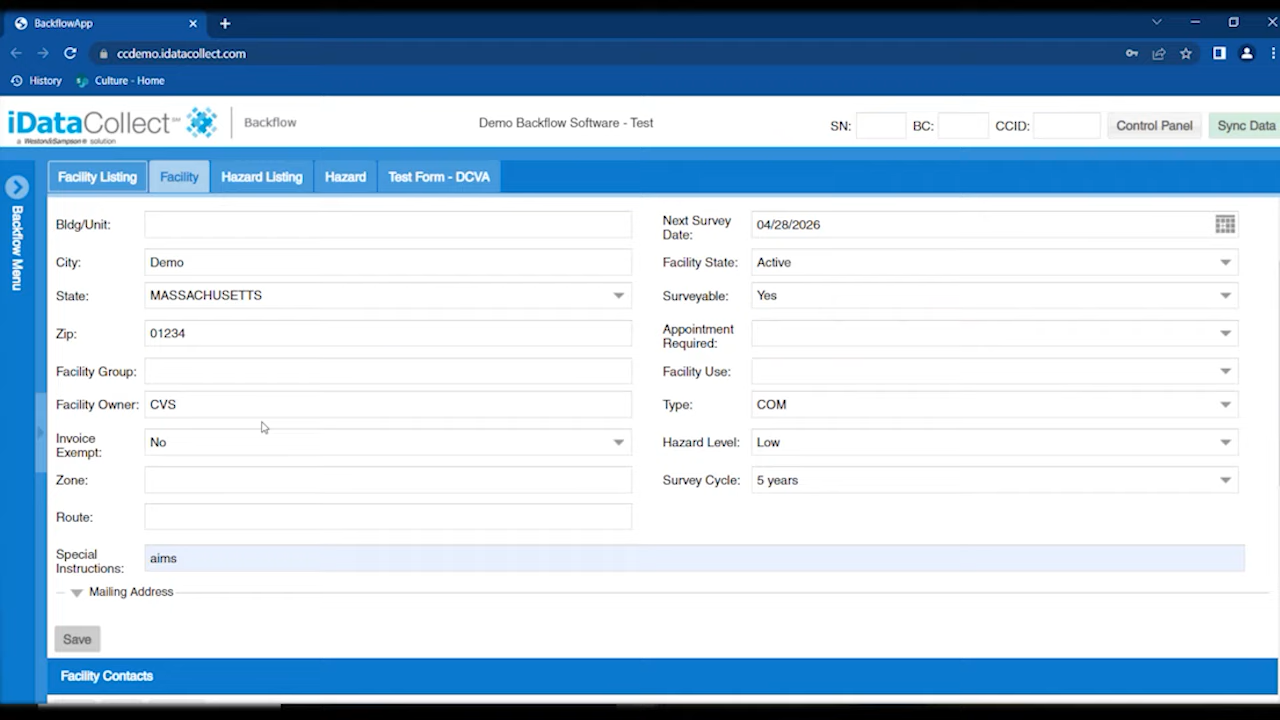 BackflowApp
ccdemo.idatacollect.com
History
Culture - Home
iDataCollect℠
a Weston&Sampson® solution
Backflow
Demo Backflow Software - Test
SN:
BC:
CCID:
Control Panel
Sync Data
Backflow Menu
Facility Listing
Facility
Hazard Listing
Hazard
Test Form - DCVA
Bldg/Unit:
City: Demo
State: MASSACHUSETTS
Zip: 01234
Facility Group:
Facility Owner: CVS
Invoice
Exempt: No
Zone:
Route:
Special
Instructions: aims
Next Survey
Date: 04/28/2026
Facility State: Active
Surveyable: Yes
Appointment
Required:
Facility Use:
Type: COM
Hazard Level: Low
Survey Cycle: 5 years
Mailing Address
Save
Facility Contacts